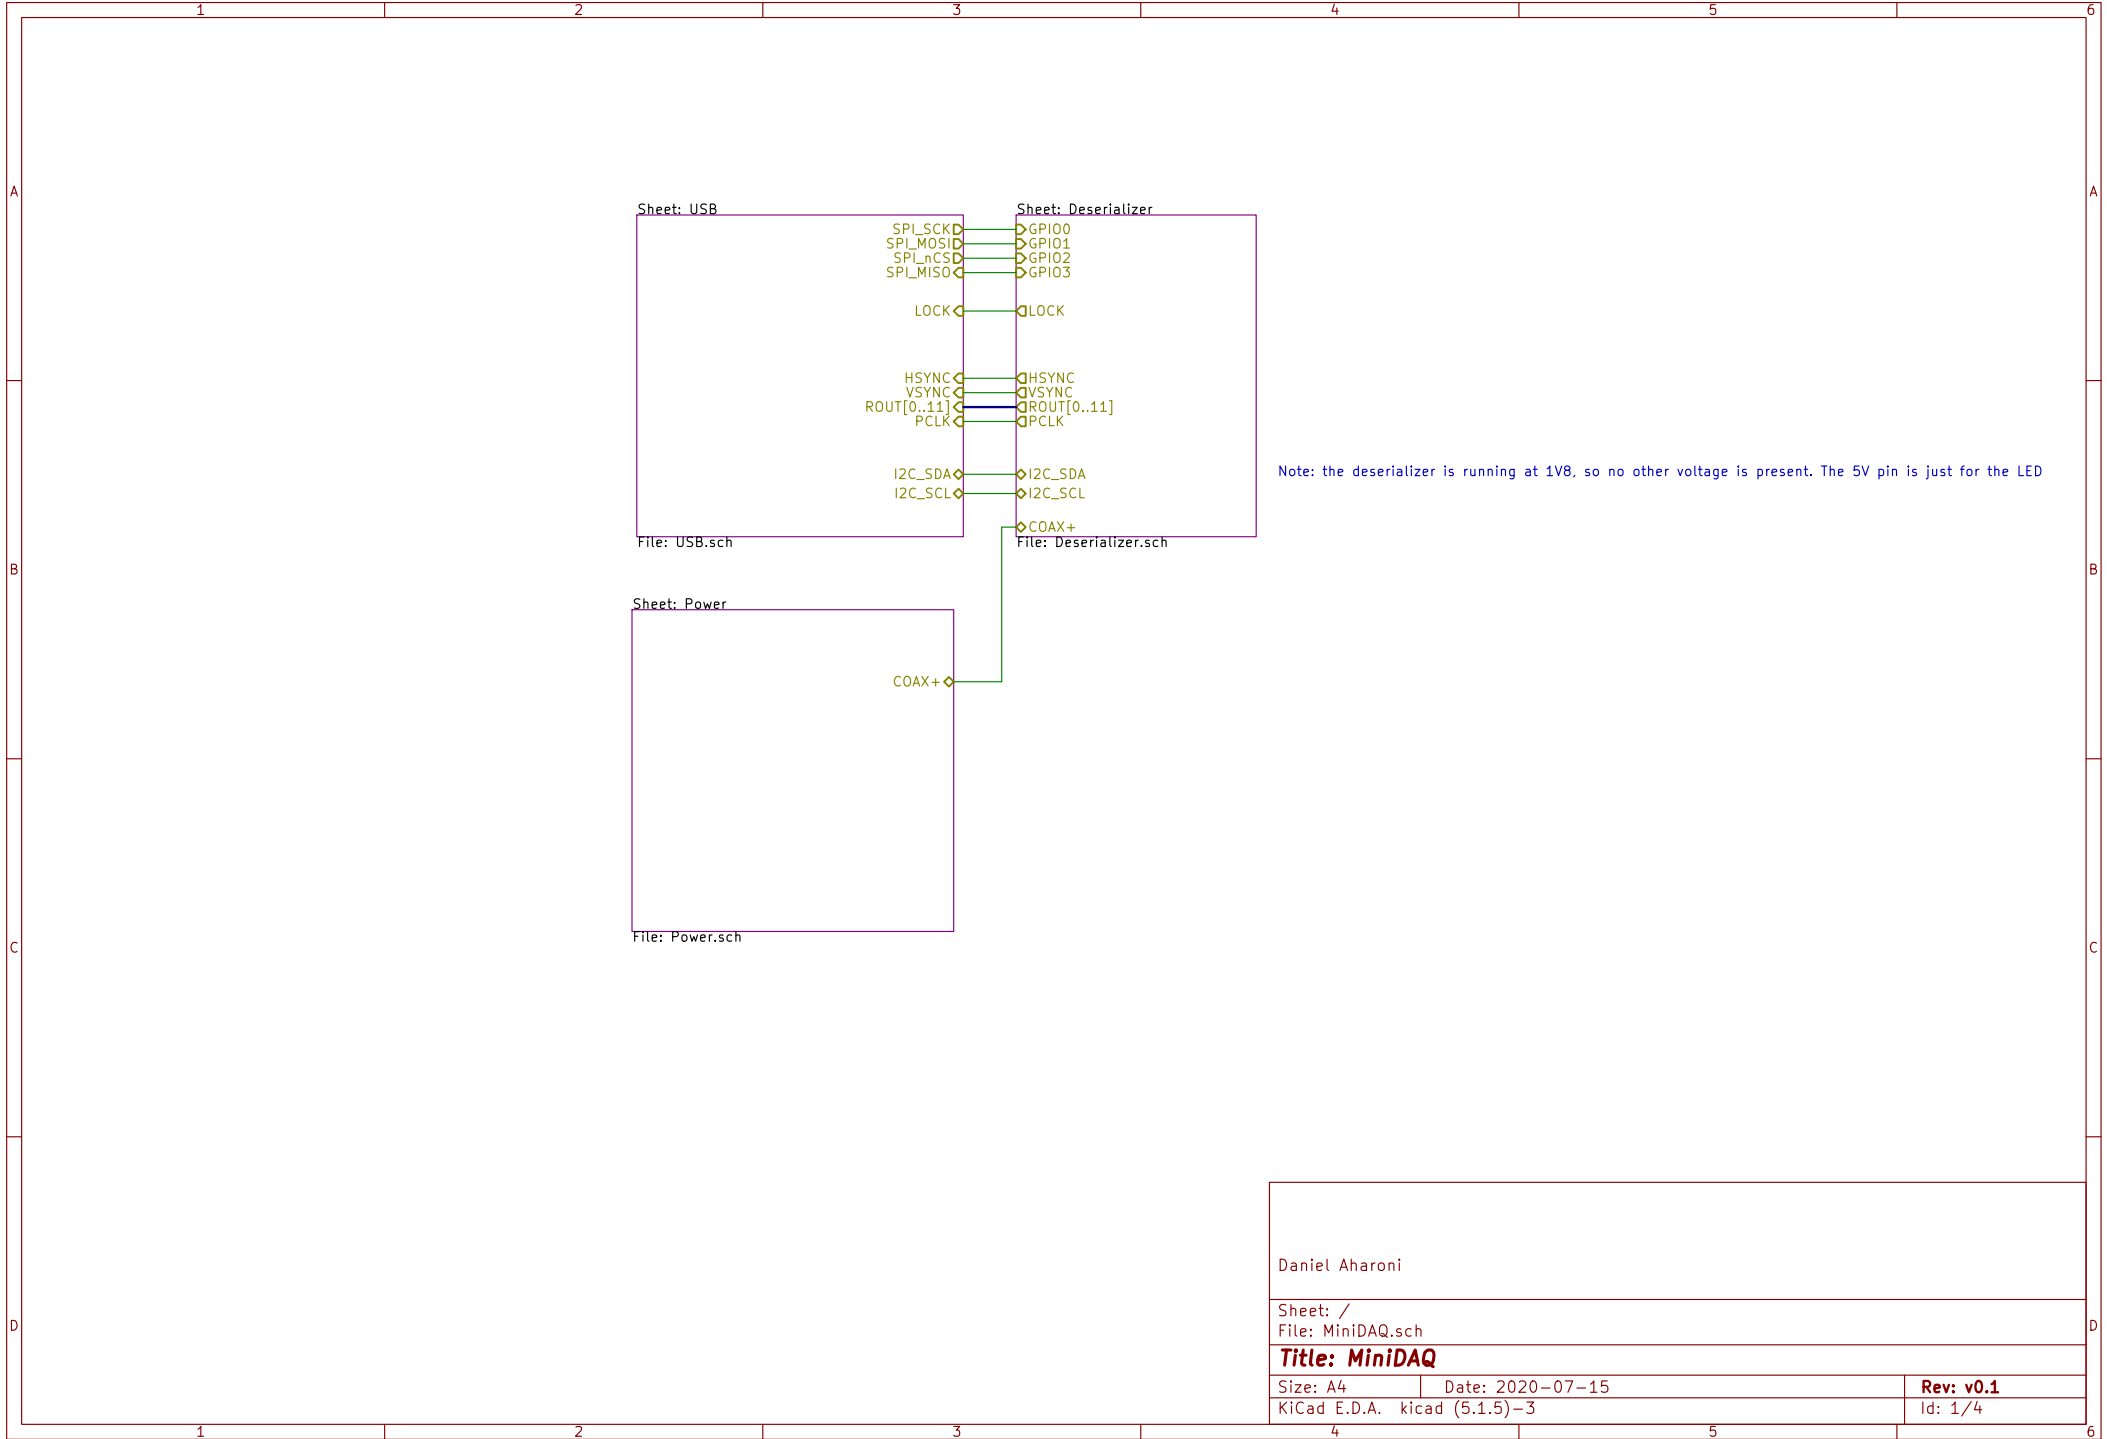 1 2 3 4 5 6
A A
Sheet: USB
Sheet: Deserializer
SPI_SCK GPIO0
SPI_MOSI GPIO1
SPI_nCS GPIO2
SPI_MISO GPIO3
LOCK LOCK
HSYNC HSYNC
VSYNC VSYNC
ROUT[0..11] ROUT[0..11]
PCLK PCLK
I2C_SDA I2C_SDA
I2C_SCL I2C_SCL
COAX+
File: USB.sch
File: Deserializer.sch
Note: the deserializer is running at 1V8, so no other voltage is present. The 5V pin is just for the LED
B B
Sheet: Power
COAX+
File: Power.sch
C C
Daniel Aharoni
Sheet: /
File: MiniDAQ.sch
D D
Title: MiniDAQ
Size: A4 Date: 2020-07-15 Rev: v0.1
KiCad E.D.A. kicad (5.1.5)-3 Id: 1/4
1 2 3 4 5 6